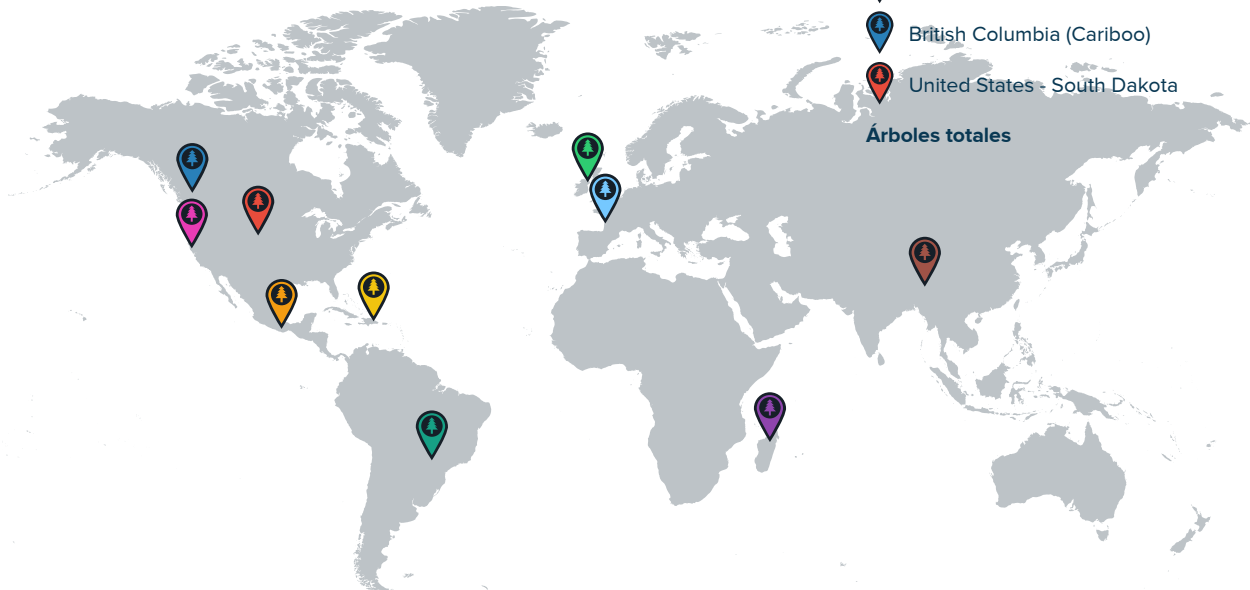 British Columbia (Cariboo)
United States - South Dakota
Árboles totales